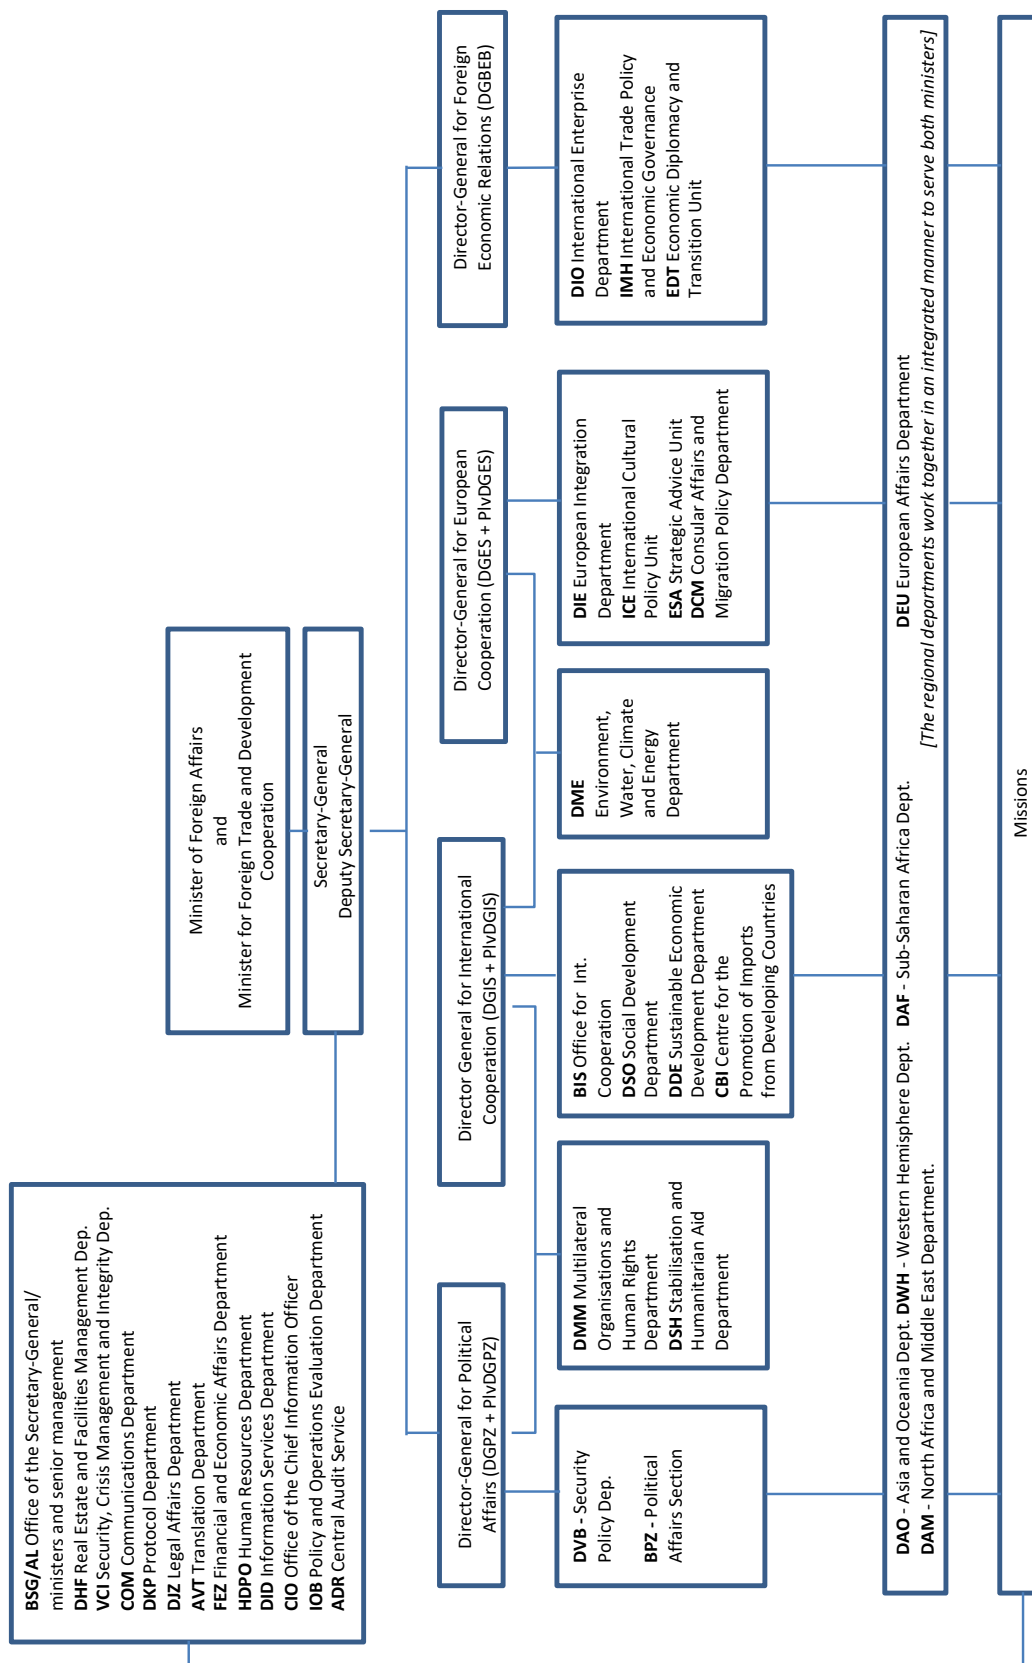 BSG/AL Office of the Secretary-General/
ministers and senior management
DHF Real Estate and Facilities Management Dep.
VCI Security, Crisis Management and Integrity Dep.
COM Communications Department
DKP Protocol Department
DJZ Legal Affairs Department
AVT Translation Department
FEZ Financial and Economic Affairs Department
HDPO Human Resources Department
DID Information Services Department
CIO Office of the Chief Information Officer
IOB Policy and Operations Evaluation Department
ADR Central Audit Service
Minister of Foreign Affairs
and
Minister for Foreign Trade and Development
Cooperation
Secretary-General
Deputy Secretary-General
Director-General for Political
Affairs (DGPZ + PlvDGPZ)
Director General for International
Cooperation (DGIS + PlvDGIS)
Director-General for European
Cooperation (DGES + PlvDGES)
Director-General for Foreign
Economic Relations (DGBEB)
DVB - Security
Policy Dep.
BPZ - Political
Affairs Section
DMM Multilateral
Organisations and
Human Rights
Department
DSH Stabilisation and
Humanitarian Aid
Department
BIS Office for Int.
Cooperation
DSO Social Development
Department
DDE Sustainable Economic
Development Department
CBI Centre for the
Promotion of Imports
from Developing Countries
DME
Environment,
Water, Climate
and Energy
Department
DIE European Integration
Department
ICE International Cultural
Policy Unit
ESA Strategic Advice Unit
DCM Consular Affairs and
Migration Policy Department
DIO International Enterprise
Department
IMH International Trade Policy
and Economic Governance
EDT Economic Diplomacy and
Transition Unit
DAO - Asia and Oceania Dept. DWH - Western Hemisphere Dept. DAF - Sub-Saharan Africa Dept. DEU European Affairs Department
DAM - North Africa and Middle East Department. [The regional departments work together in an integrated manner to serve both ministers]
Missions